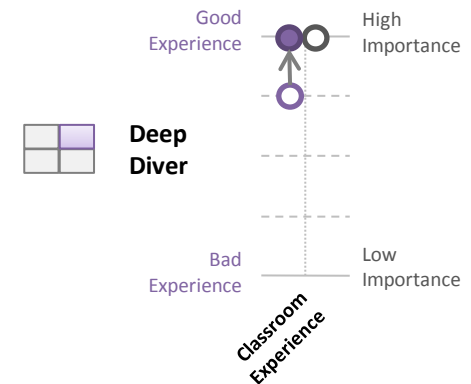 Good
Experience
High
Importance
Deep
Diver
Bad
Experience
Low
Importance
Classroom
Experience